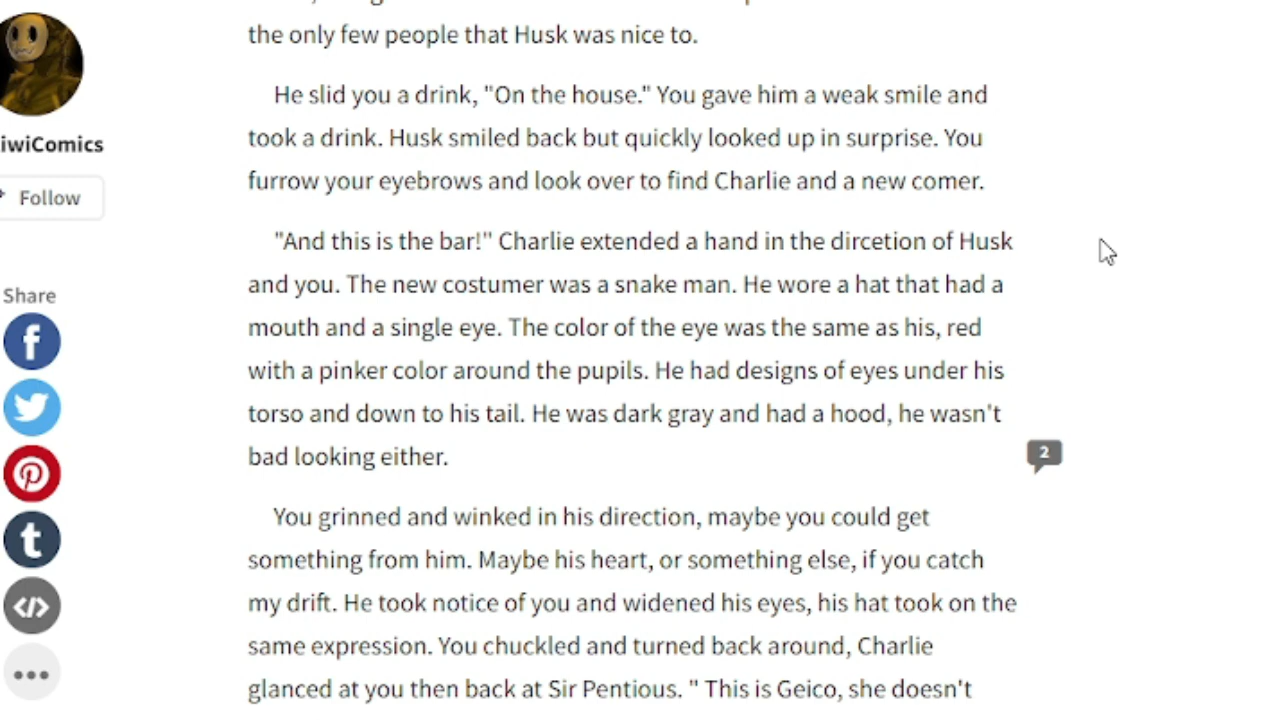 the only few people that Husk was nice to.
He slid you a drink, "On the house." You gave him a weak smile and
took a drink. Husk smiled back but quickly looked up in surprise. You
furrow your eyebrows and look over to find Charlie and a new comer.
"And this is the bar!" Charlie extended a hand in the dircetion of Husk
and you. The new costumer was a snake man. He wore a hat that had a
mouth and a single eye. The color of the eye was the same as his, red
with a pinker color around the pupils. He had designs of eyes under his
torso and down to his tail. He was dark gray and had a hood, he wasn't
bad looking either.
2
You grinned and winked in his direction, maybe you could get
something from him. Maybe his heart, or something else, if you catch
my drift. He took notice of you and widened his eyes, his hat took on the
same expression. You chuckled and turned back around, Charlie
glanced at you then back at Sir Pentious. " This is Geico, she doesn't
iwiComics
Follow
Share